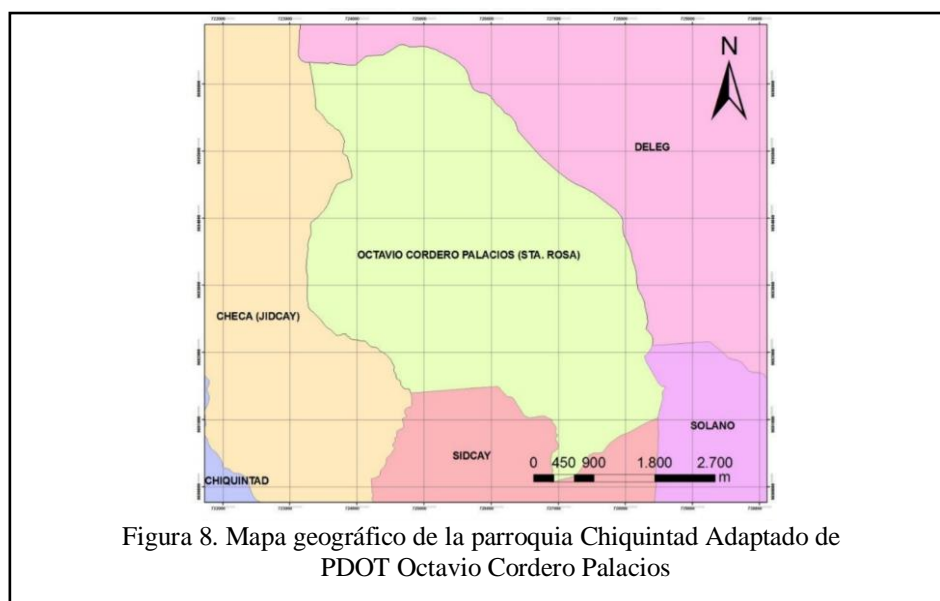 N
DELEG
OCTAVIO CORDERO PALACIOS (STA. ROSA)
CHECA (JIDCAY)
SOLANO
SIDCAY
0 450 900 1.800 2.700
m
CHIQUINTAD
Figura 8. Mapa geográfico de la parroquia Chiquintad Adaptado de
PDOT Octavio Cordero Palacios